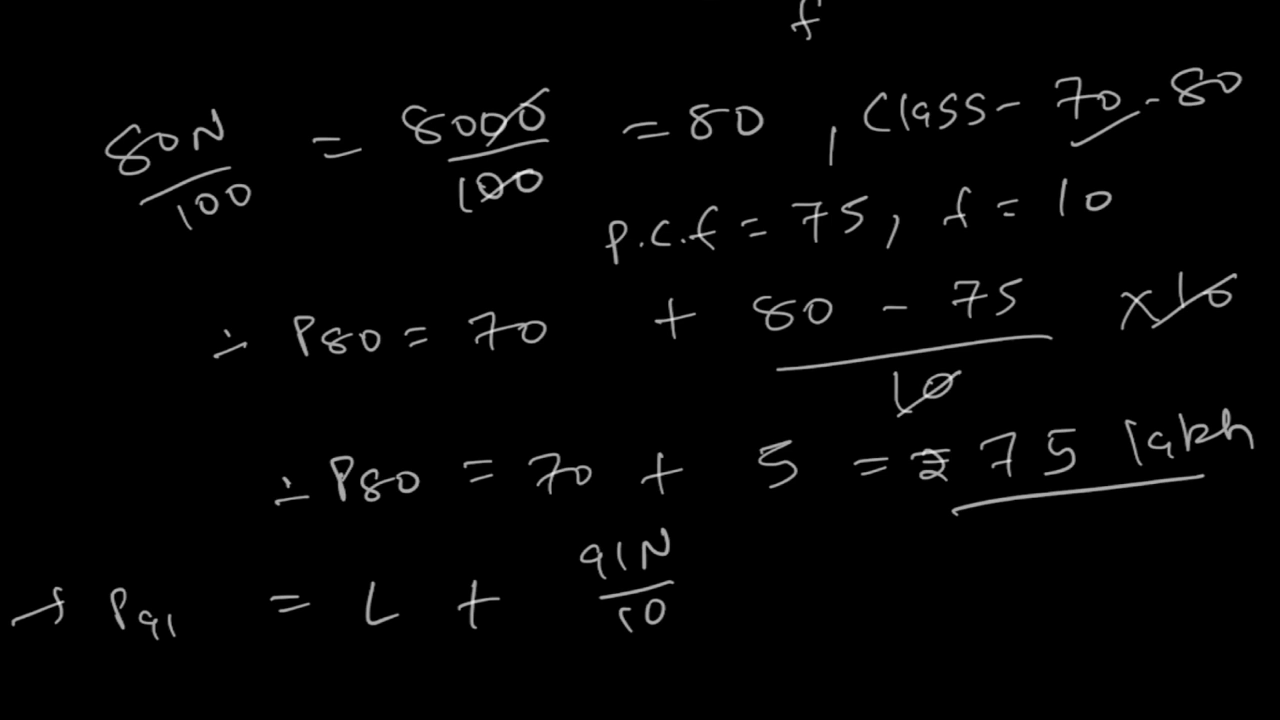 f
80N/100 = 8000/100 = 80 , Class- 70-80
p.c.f = 75, f = 10
∴ P80 = 70 + 80 - 75/10 x10
∴ P80 = 70 + 5 = ₹ 75 lakh
→ P91 = L + 91N/10